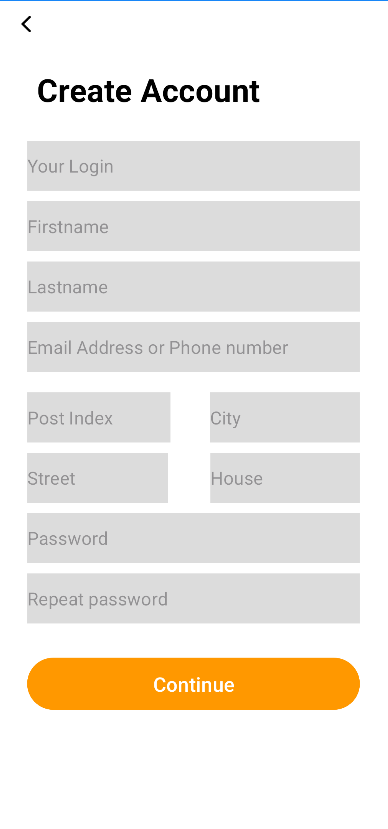 Create Account
Your Login
Firstname
Lastname
Email Address or Phone number
Post Index
City
Street
House
Password
Repeat password
Continue